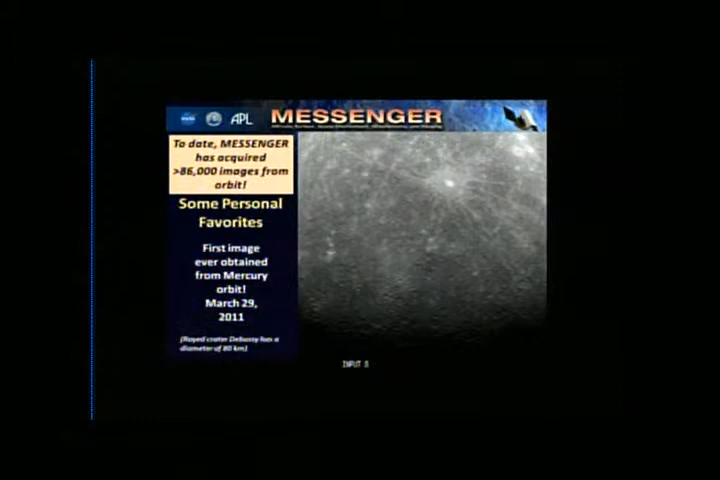 NASA
APL
MESSENGER
To date, MESSENGER
has acquired
>86,000 images from
orbit!
Some Personal
Favorites
First image
ever obtained
from Mercury
orbit!
March 29,
2011
(Rayed crater Debussy has a
diameter of 80 km)
INPUT